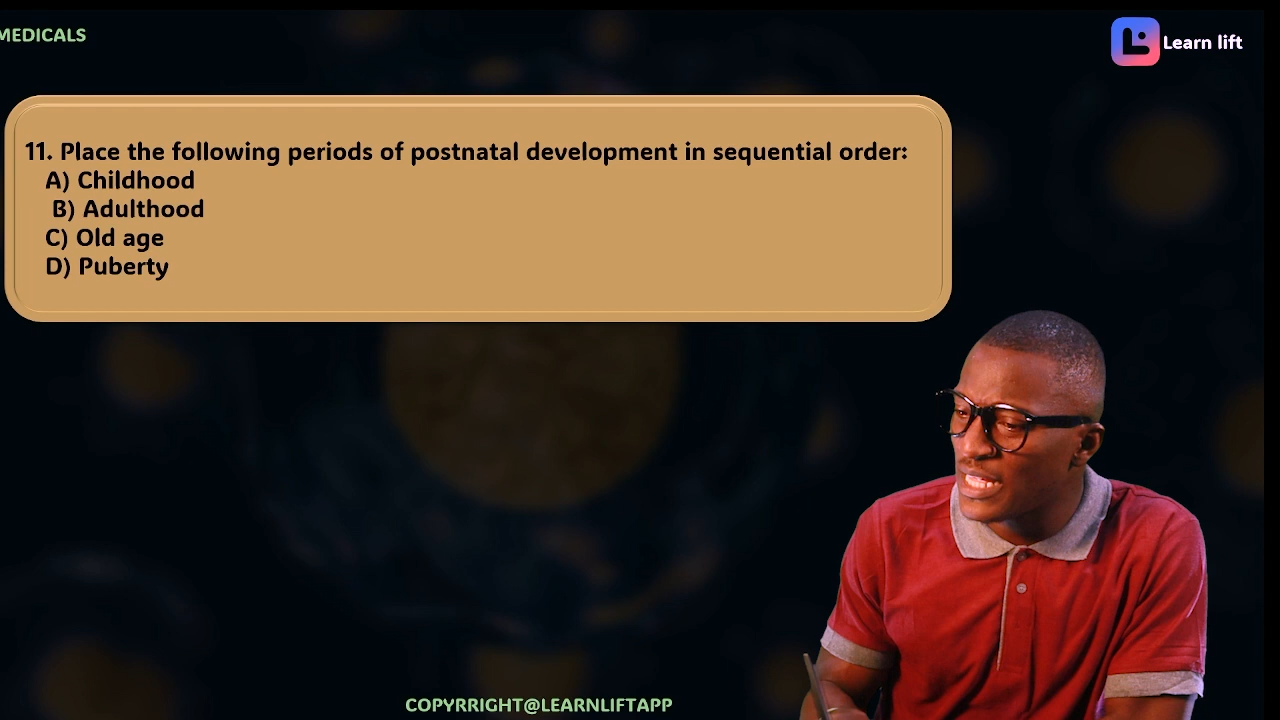 MEDICALS
Learn lift
11. Place the following periods of postnatal development in sequential order:
A) Childhood
B) Adulthood
C) Old age
D) Puberty
COPYRRIGHT@LEARNLIFTAPP